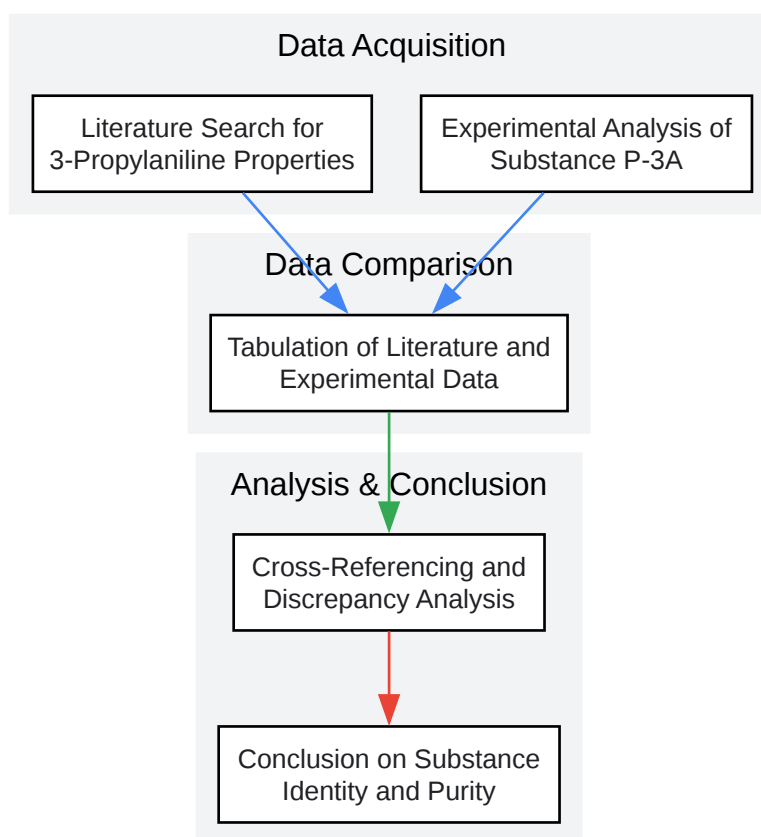 Data Acquisition
Literature Search for
3-Propylaniline Properties
Experimental Analysis of
Substance P-3A
Data Comparison
Tabulation of Literature and
Experimental Data
Analysis & Conclusion
Cross-Referencing and
Discrepancy Analysis
Conclusion on Substance
Identity and Purity